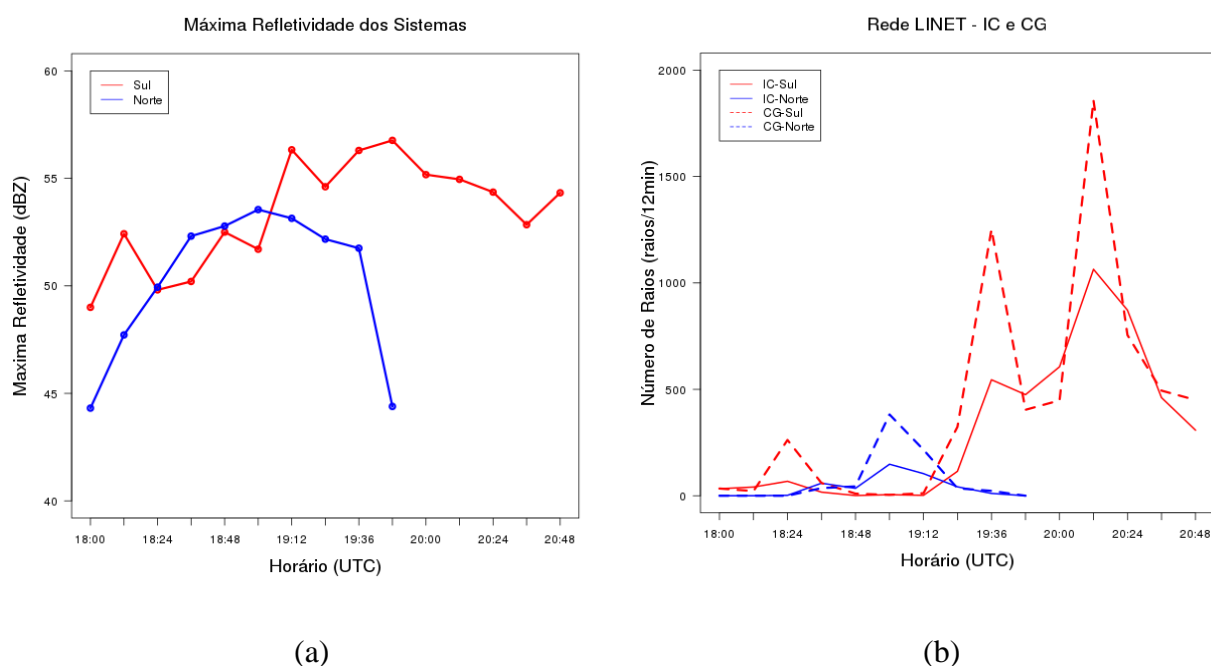 Máxima Refletividade dos Sistemas
Sul
Norte
Maxima Refletividade (dBZ)
60
55
50
45
40
18:00 18:24 18:48 19:12 19:36 20:00 20:24 20:48
Horário (UTC)
(a)
Rede LINET - IC e CG
IC-Sul
IC-Norte
CG-Sul
CG-Norte
Número de Raios (raios/12min)
2000
1500
1000
500
0
18:00 18:24 18:48 19:12 19:36 20:00 20:24 20:48
Horário (UTC)
(b)